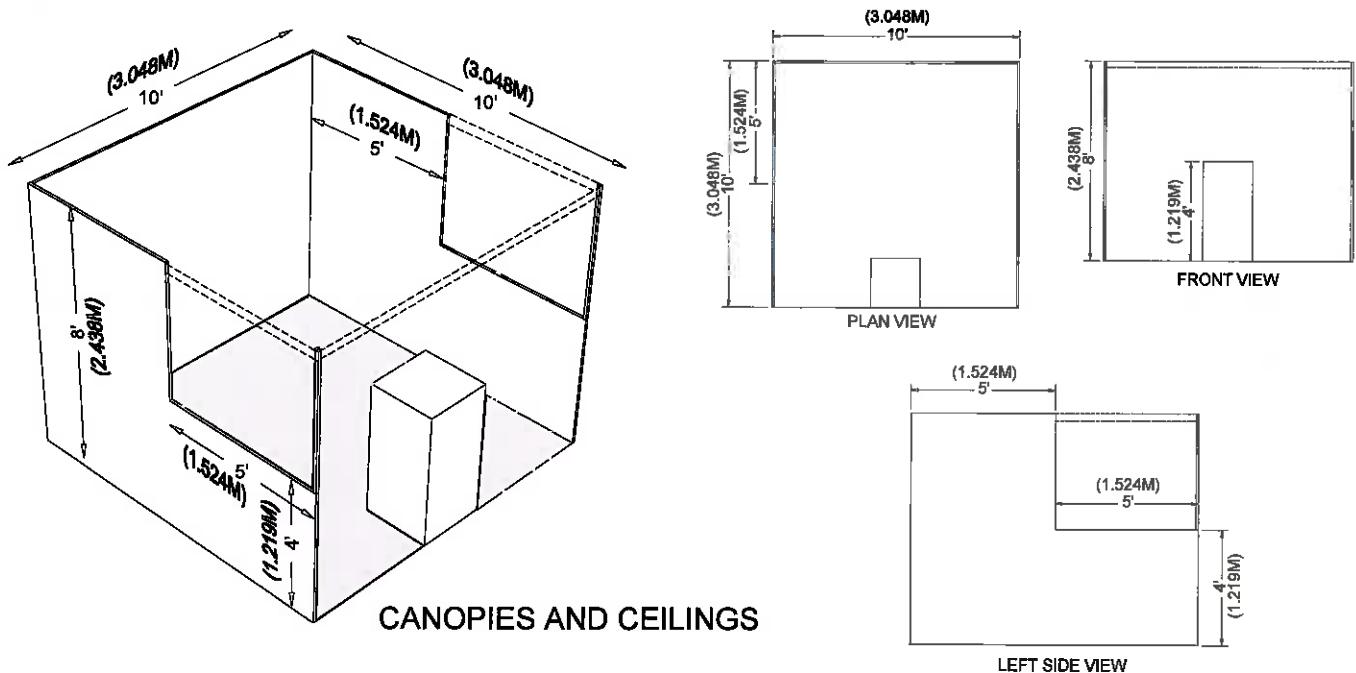 (3.048M)
10'
(3.048M)
10'
(1.524M)
5'
8'
(2.438M)
5'
(1.524M)
4'
(1.219M)
CANOPIES AND CEILINGS
(3.048M)
10'
(1.524M)
5'
(3.048M)
10'
PLAN VIEW
(2.438M)
8'
(1.219M)
4'
FRONT VIEW
(1.524M)
5'
(1.524M)
5'
4'
(1.219M)
LEFT SIDE VIEW